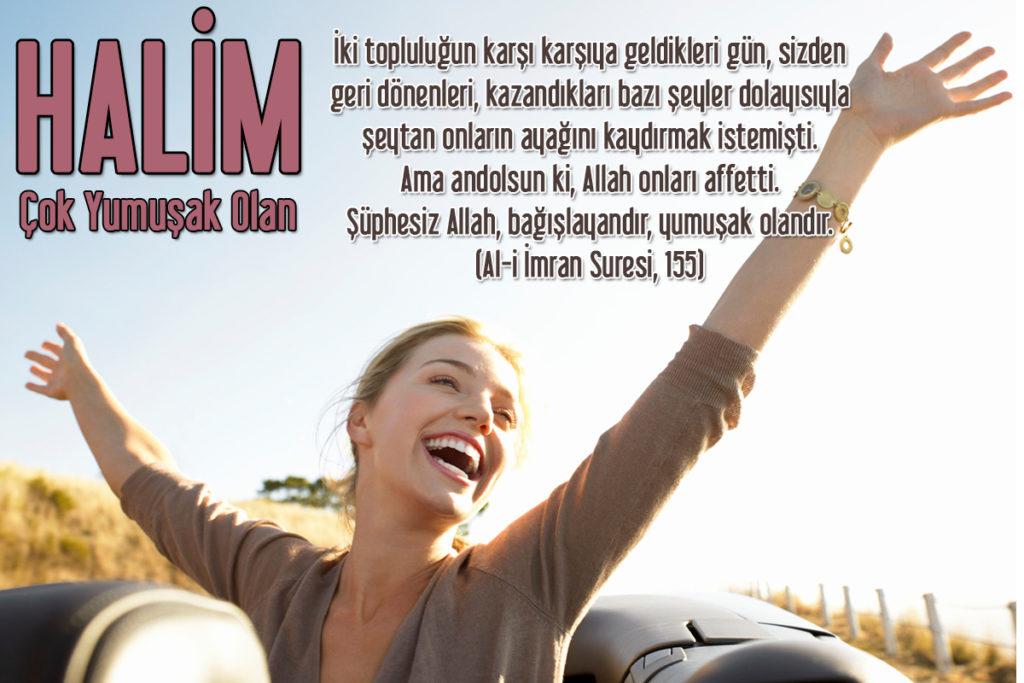 HALİM
Çok Yumuşak Olan
İki topluluğun karşı karşıya geldikleri gün, sizden
geri dönenleri, kazandıkları bazı şeyler dolayısıyla
şeytan onların ayağını kaydırmak istemişti.
Ama andolsun ki, Allah onları affetti.
Şüphesiz Allah, bağışlayandır, yumuşak olandır.
(Al-i İmran Suresi, 155)